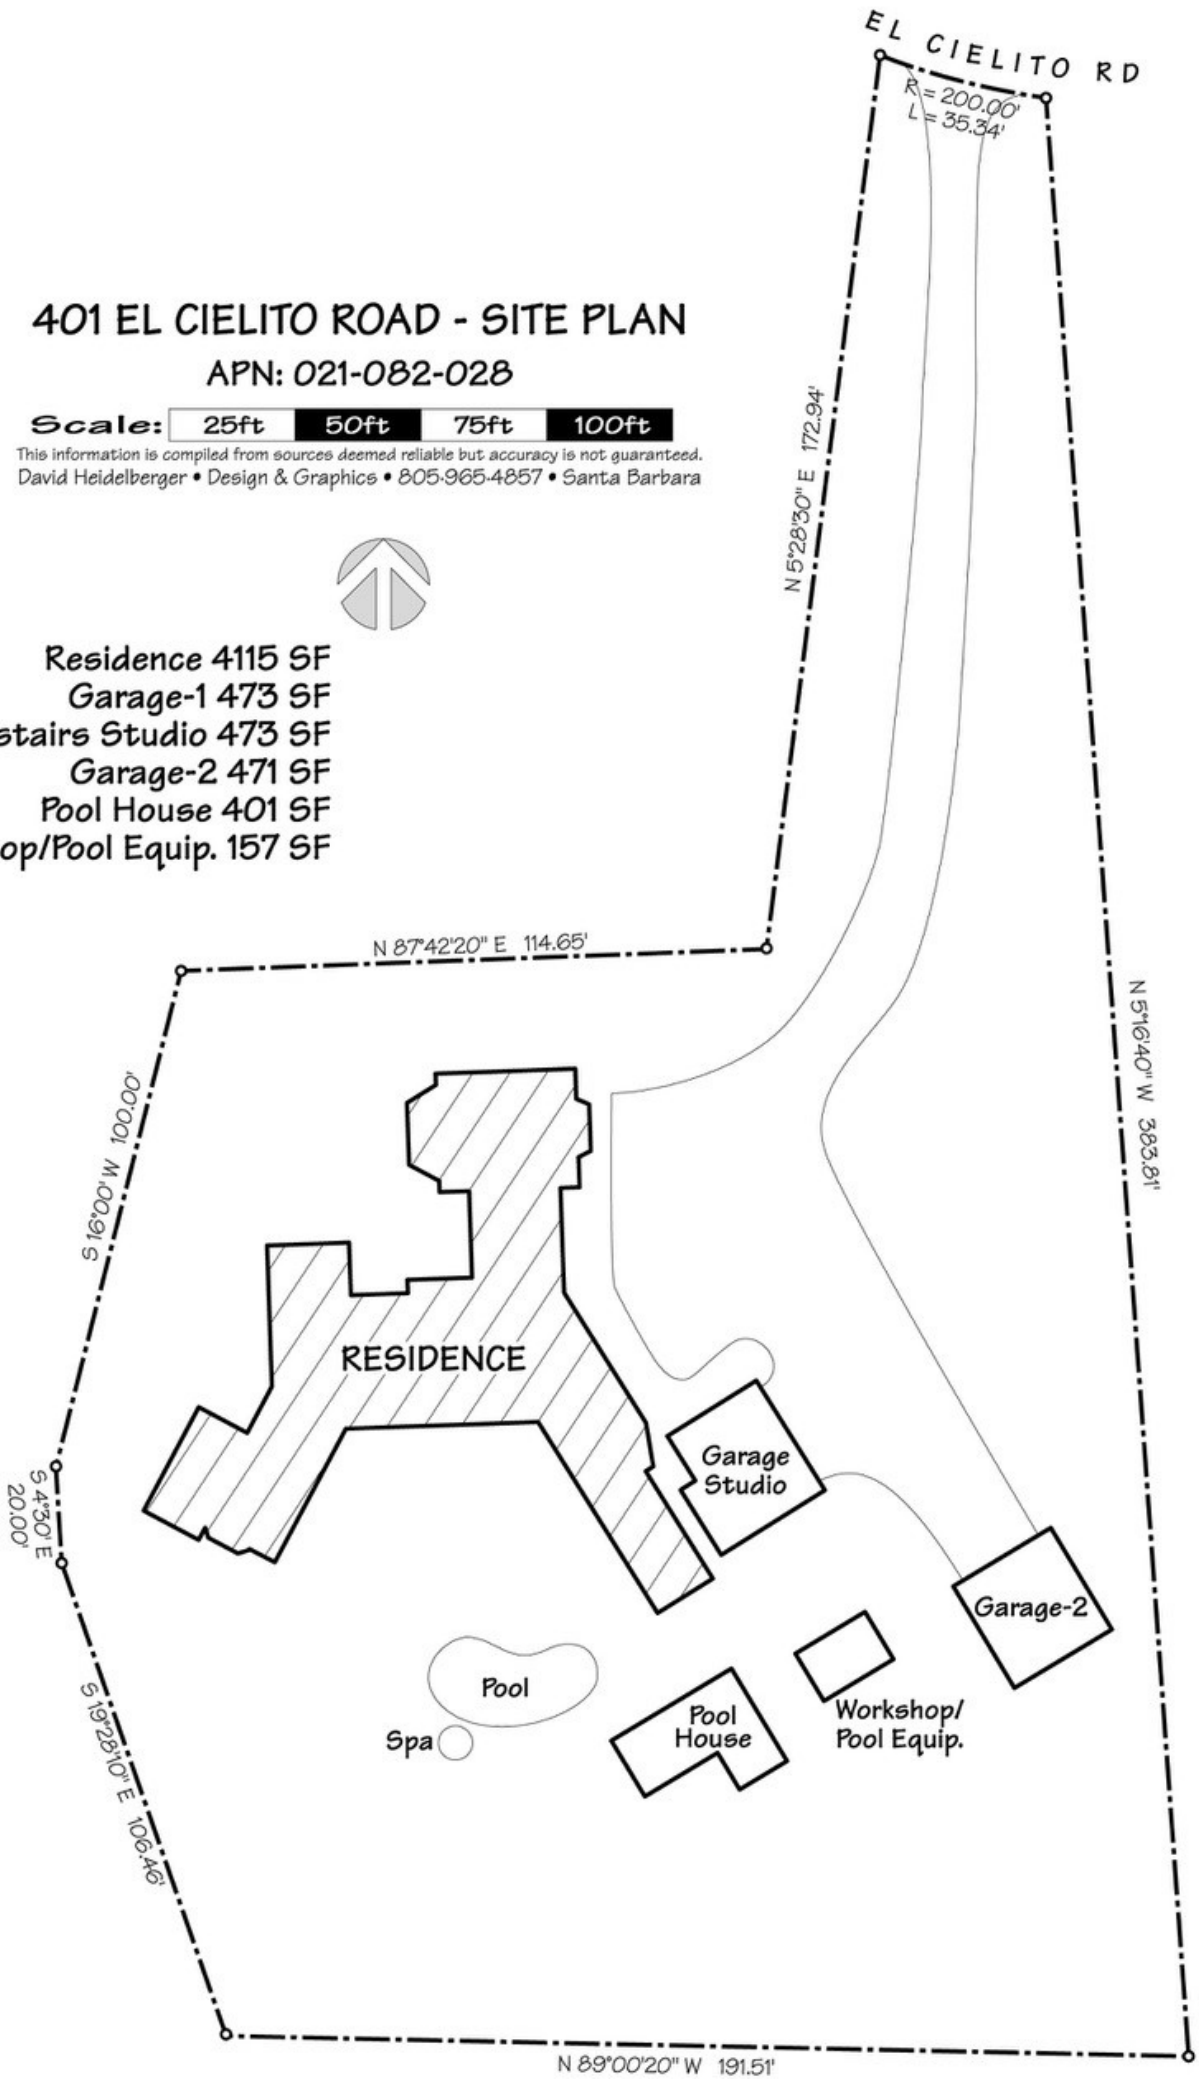 EL CIELITO RD
R = 200.00'
L = 35.34'
401 EL CIELITO ROAD - SITE PLAN
APN: 021-082-028
Scale: 25ft 50ft 75ft 100ft
This information is compiled from sources deemed reliable but accuracy is not guaranteed.
David Heidelberger • Design & Graphics • 805·965·4857 • Santa Barbara
N 5°28'30" E 172.94'
Residence 4115 SF
Garage-1 473 SF
stairs Studio 473 SF
Garage-2 471 SF
Pool House 401 SF
op/Pool Equip. 157 SF
N 87°42'20" E 114.65'
N 5°16'40" W 383.81'
S 16°00' W 100.00'
RESIDENCE
Garage
Studio
S 4°30' E
20.00'
Garage-2
Pool
Spa
Pool
House
Workshop/
Pool Equip.
S 19°28'10" E 106.46'
N 89°00'20" W 191.51'